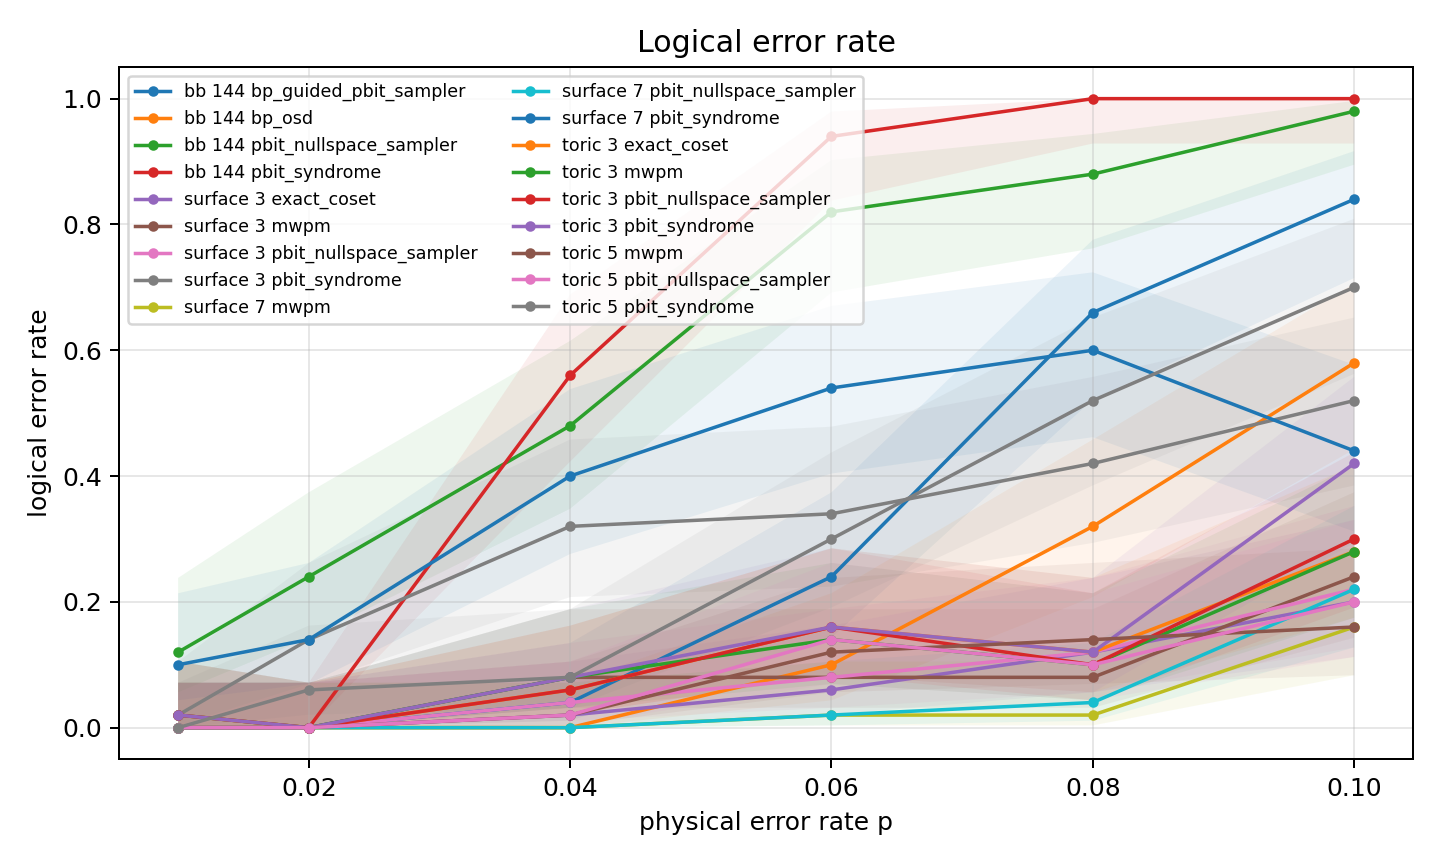 Logical error rate
1.0
0.8
0.6
0.4
0.2
0.0
logical error rate
bb 144 bp_guided_pbit_sampler
bb 144 bp_osd
bb 144 pbit_nullspace_sampler
bb 144 pbit_syndrome
surface 3 exact_coset
surface 3 mwpm
surface 3 pbit_nullspace_sampler
surface 3 pbit_syndrome
surface 7 mwpm
surface 7 pbit_nullspace_sampler
surface 7 pbit_syndrome
toric 3 exact_coset
toric 3 mwpm
toric 3 pbit_nullspace_sampler
toric 3 pbit_syndrome
toric 5 mwpm
toric 5 pbit_nullspace_sampler
toric 5 pbit_syndrome
0.02 0.04 0.06 0.08 0.10
physical error rate p